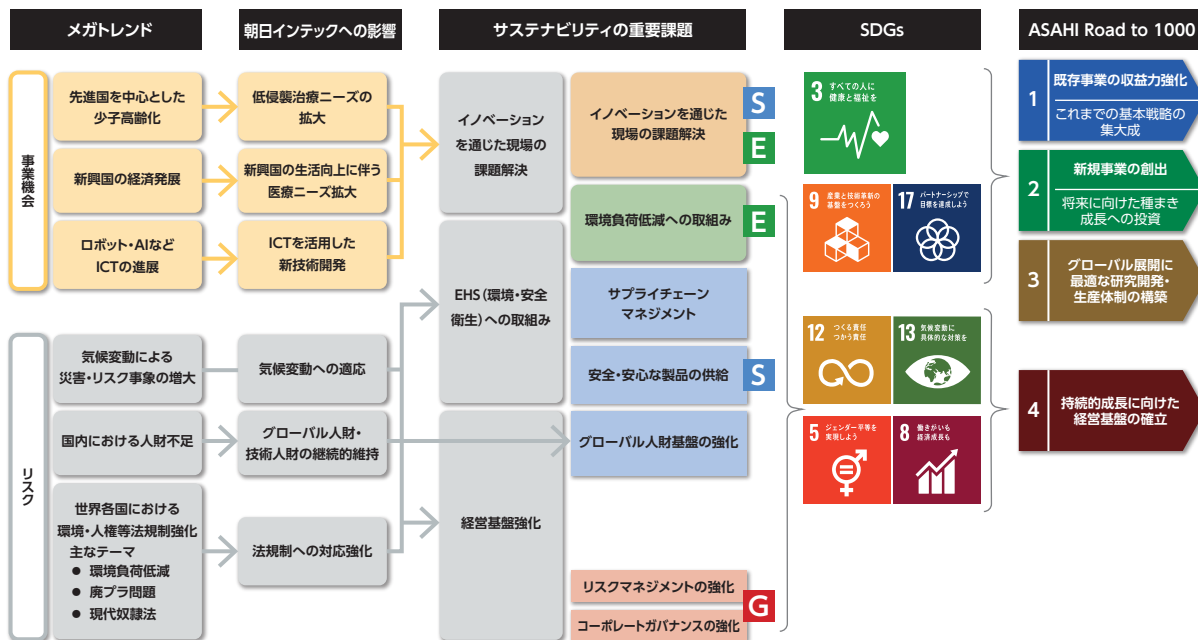 メガトレンド
朝日インテックへの影響
サステナビリティの重要課題
SDGs
ASAHI Road to 1000
事業機会
先進国を中心とした
少子高齢化
新興国の経済発展
ロボット・AIなど
ICTの進展
低侵襲治療ニーズの
拡大
新興国の生活向上に伴う
医療ニーズ拡大
ICTを活用した
新技術開発
リスク
気候変動による
災害・リスク事象の増大
国内における人財不足
世界各国における
環境・人権等法規制強化
主なテーマ
● 環境負荷低減
● 廃プラ問題
● 現代奴隷法
気候変動への適応
グローバル人財・
技術人財の継続的維持
法規制への対応強化
イノベーション
を通じた現場の
課題解決
EHS(環境・安全
衛生)への取組み
経営基盤強化
イノベーションを通じた
現場の課題解決
S
E
環境負荷低減への取組み
E
サプライチェーン
マネジメント
安全・安心な製品の供給
S
グローバル人財基盤の強化
リスクマネジメントの強化
コーポレートガバナンスの強化
G
3 すべての人に
健康と福祉を
9 産業と技術革新の
基盤をつくろう
17 パートナーシップで
目標を達成しよう
12 つくる責任
つかう責任
13 気候変動に
具体的な対策を
5 ジェンダー平等を
実現しよう
8 働きがいも
経済成長も
1
既存事業の収益力強化
これまでの基本戦略の
集大成
2
新規事業の創出
将来に向けた種まき
成長への投資
3
グローバル展開に
最適な研究開発・
生産体制の構築
4
持続的成長に向けた
経営基盤の確立